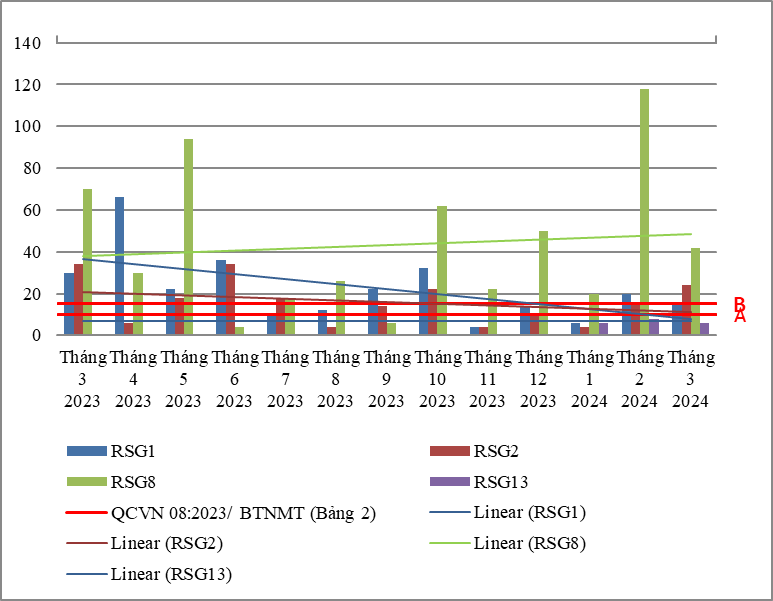 140
120
100
80
60
40
20
0
B
A
Tháng Tháng Tháng Tháng Tháng Tháng Tháng Tháng Tháng Tháng Tháng Tháng Tháng
3 4 5 6 7 8 9 10 11 12 1 2 3
2023 2023 2023 2023 2023 2023 2023 2023 2023 2023 2024 2024 2024
RSG1 RSG2
RSG8 RSG13
QCVN 08:2023/ BTNMT (Bảng 2) Linear (RSG1)
Linear (RSG2) Linear (RSG8)
Linear (RSG13)